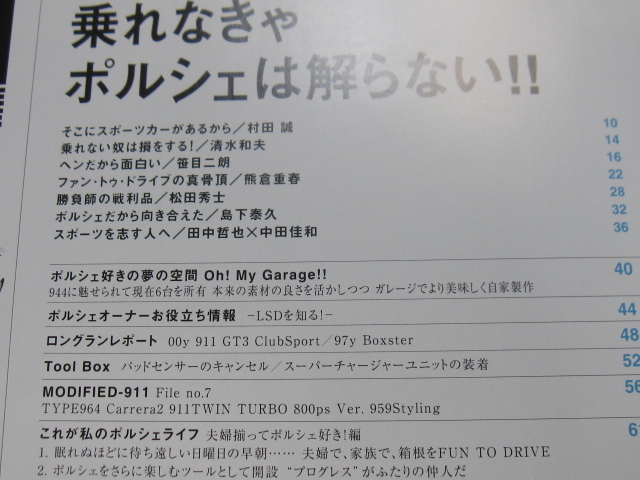 乗れなきゃ
ポルシェは解らない!!
そこにスポーツカーがあるから／村田 誠 10
乗れない奴は損をする!／清水和夫 14
ヘンだから面白い／笹目二朗 16
ファン・トゥ・ドライブの真骨頂／熊倉重春 22
勝負師の戦利品／松田秀士 28
ポルシェだから向き合えた／島下泰久 32
スポーツを志す人へ／田中哲也×中田佳和 36
ポルシェ好きの夢の空間 Oh! My Garage!! 40
944に魅せられて現在6台を所有 本来の素材の良さを活かしつつ ガレージでより美味しく自家製作
ポルシェオーナーお役立ち情報 −LSDを知る!− 44
ロングランレポート 00y 911 GT3 ClubSport／97y Boxster 48
Tool Box パッドセンサーのキャンセル／スーパーチャージャーユニットの装着 52
MODIFIED-911 File no.7 56
TYPE964 Carrera2 911TWIN TURBO 800ps Ver. 959Styling
これが私のポルシェライフ 夫婦揃ってポルシェ好き!編
1. 眠れぬほどに待ち遠しい日曜日の早朝…… 夫婦で、家族で、箱根をFUN TO DRIVE
2. ポルシェをさらに楽しむツールとして開設 “プログレス”がふたりの仲人だ